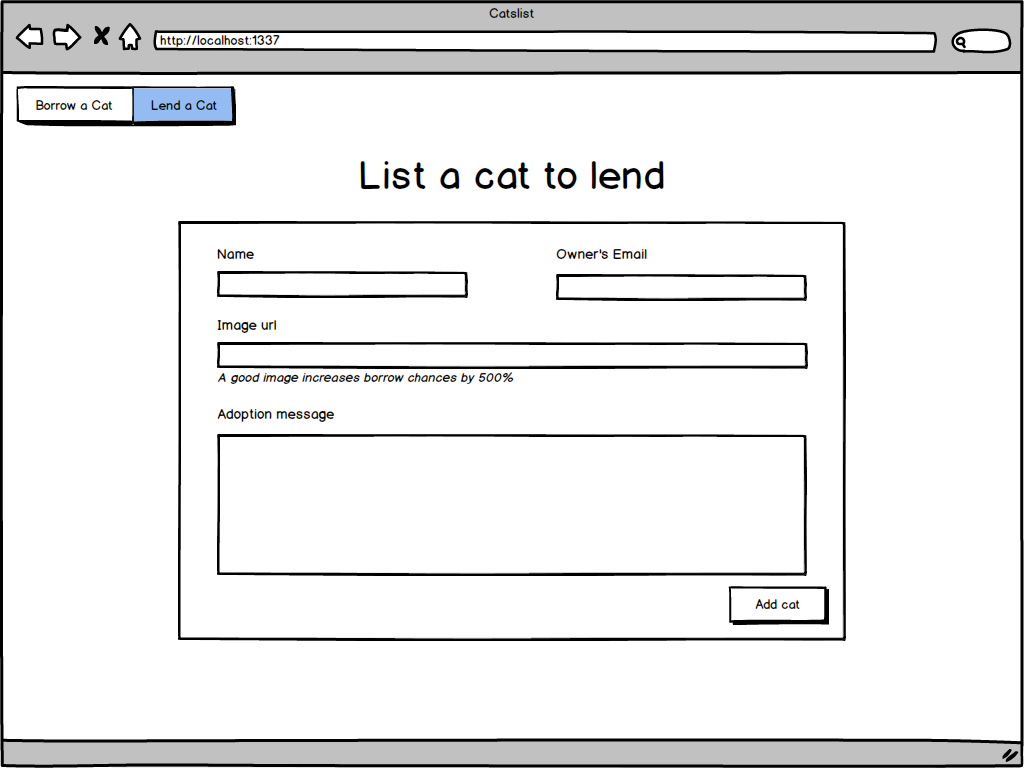 Catslist
http://localhost:1337
Borrow a Cat Lend a Cat
List a cat to lend
Name Owner's Email
Image url
A good image increases borrow chances by 500%
Adoption message
Add cat